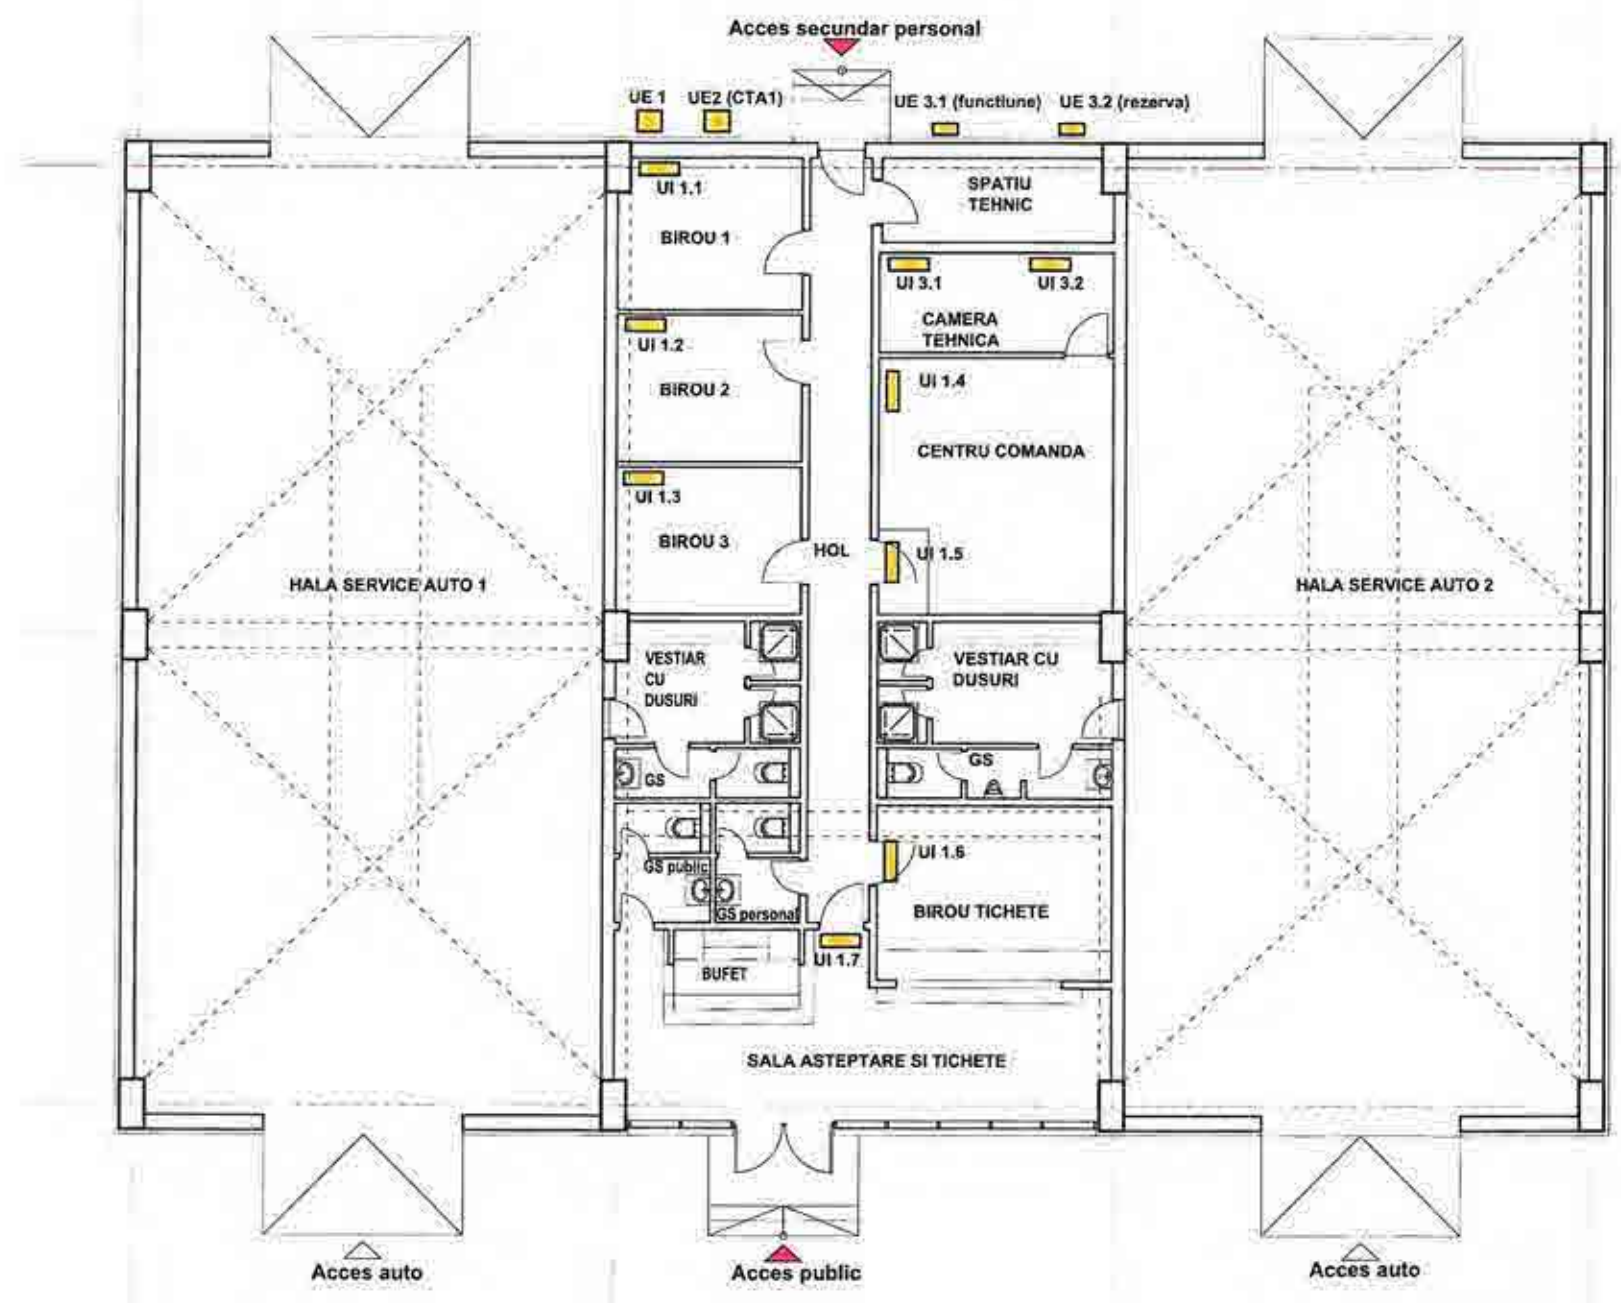 Acces secundar personal
UE 1
UE2 (CTA1)
UE 3.1 (functiune)
UE 3.2 (rezerva)
UI 1.1
SPATIU
TEHNIC
BIROU 1
UI 3.1
UI 3.2
CAMERA
TEHNICA
UI 1.2
BIROU 2
UI 1.4
CENTRU COMANDA
UI 1.3
BIROU 3
HOL
UI 1.5
HALA SERVICE AUTO 1
HALA SERVICE AUTO 2
VESTIAR
CU
DUSURI
VESTIAR CU
DUSURI
GS
GS
UI 1.6
GS public
GS personal
BIROU TICHETE
UI 1.7
BUFET
SALA ASTEPTARE SI TICHETE
Acces auto
Acces public
Acces auto